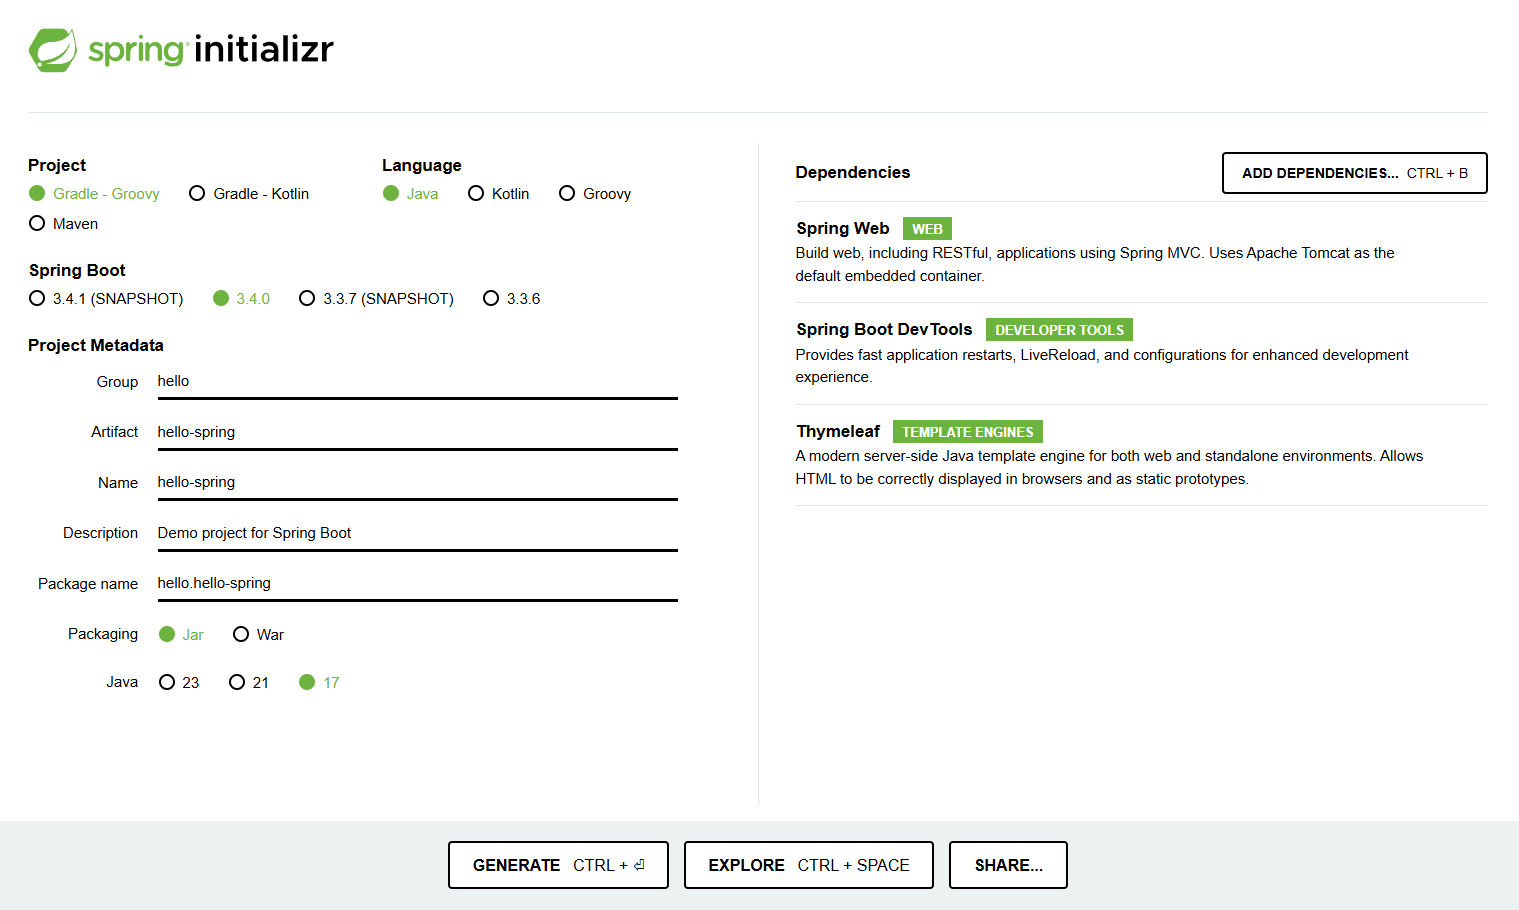 spring initializr
Project
Gradle - Groovy Gradle - Kotlin
Maven
Language
Java Kotlin Groovy
Spring Boot
3.4.1 (SNAPSHOT) 3.4.0 3.3.7 (SNAPSHOT) 3.3.6
Project Metadata
Group hello
Artifact hello-spring
Name hello-spring
Description Demo project for Spring Boot
Package name hello.hello-spring
Packaging Jar War
Java 23 21 17
Dependencies ADD DEPENDENCIES... CTRL + B
Spring Web WEB
Build web, including RESTful, applications using Spring MVC. Uses Apache Tomcat as the
default embedded container.
Spring Boot DevTools DEVELOPER TOOLS
Provides fast application restarts, LiveReload, and configurations for enhanced development
experience.
Thymeleaf TEMPLATE ENGINES
A modern server-side Java template engine for both web and standalone environments. Allows
HTML to be correctly displayed in browsers and as static prototypes.
GENERATE CTRL + ⏎ EXPLORE CTRL + SPACE SHARE...